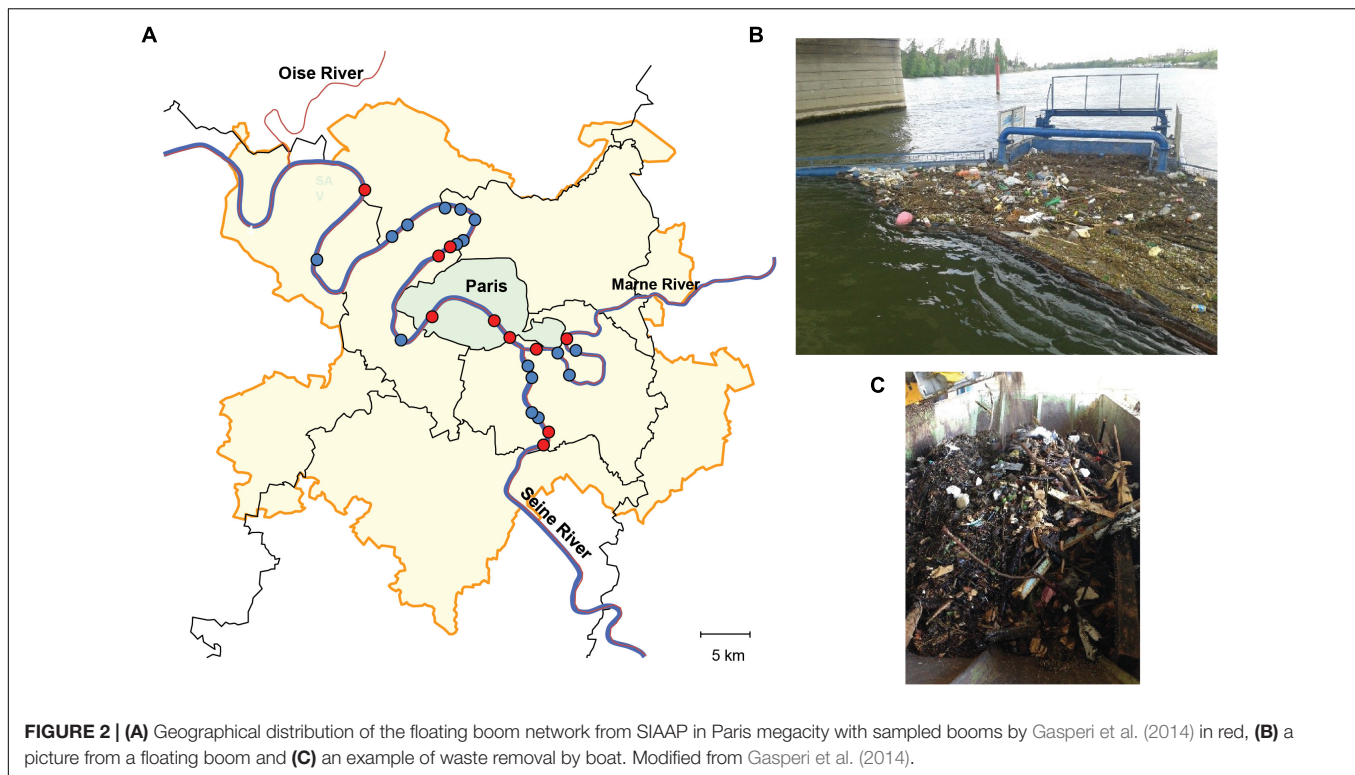 A
B
Oise River
SA
V
Paris
Marne River
C
Seine River
5 km
FIGURE 2 | (A) Geographical distribution of the floating boom network from SIAAP in Paris megacity with sampled booms by Gasperi et al. (2014) in red, (B) a
picture from a floating boom and (C) an example of waste removal by boat. Modified from Gasperi et al. (2014).